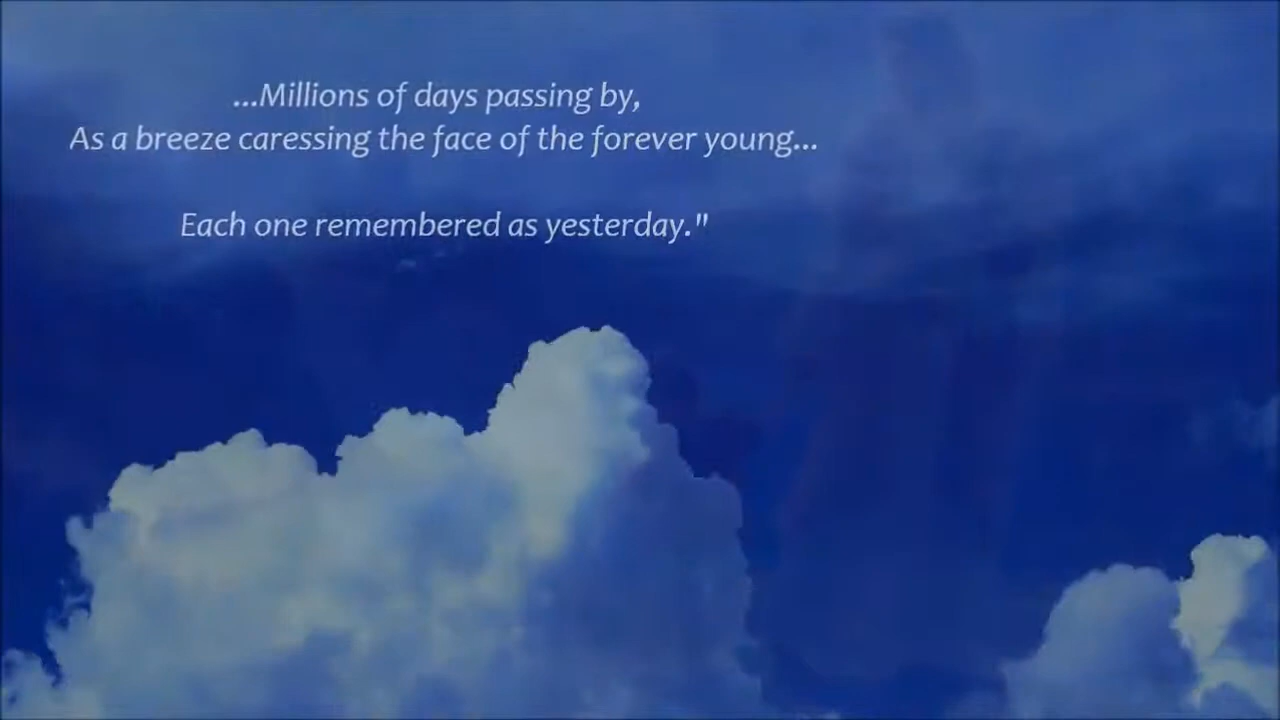 ...Millions of days passing by,
As a breeze caressing the face of the forever young...
Each one remembered as yesterday."